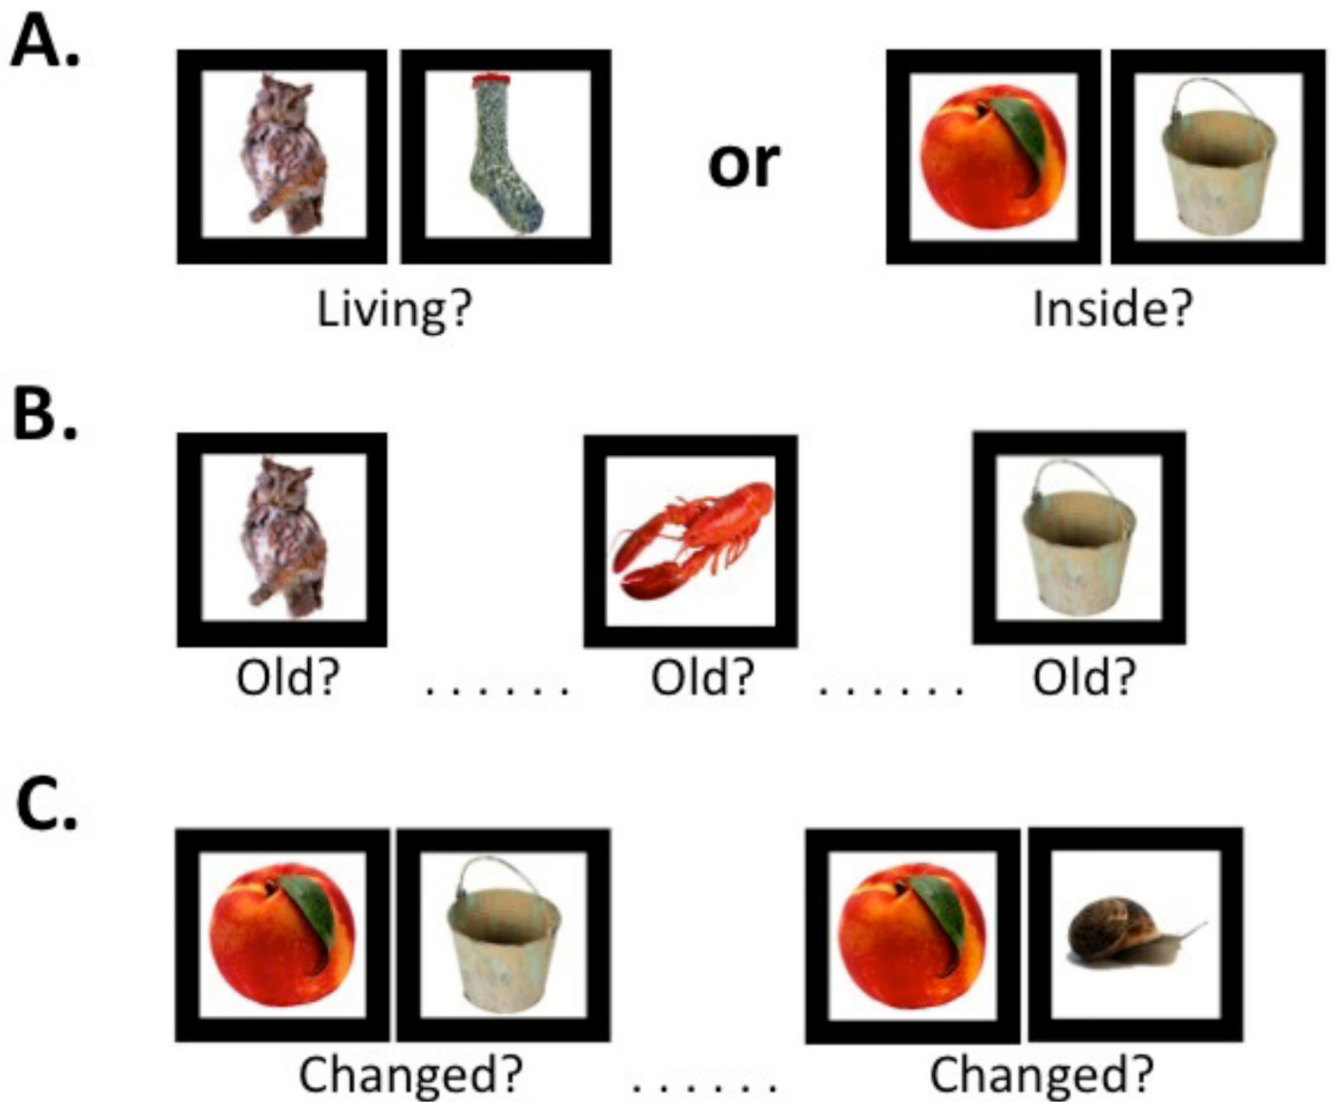 A.
or
Living?
Inside?
B.
Old? ...... Old? ...... Old?
C.
Changed? ...... Changed?